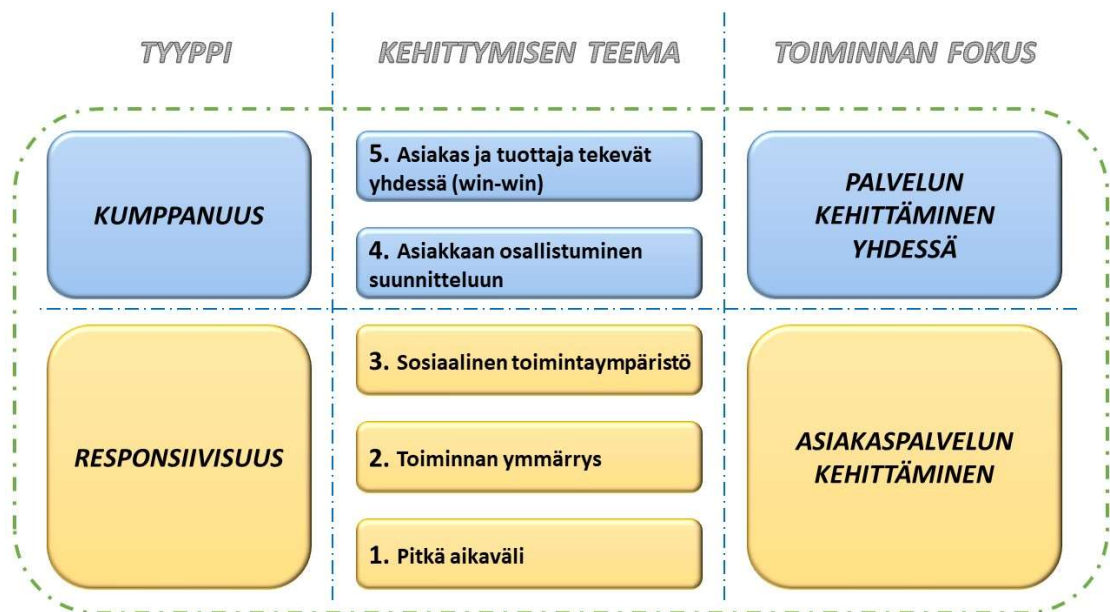 TYYPPI
KEHITTYMISEN TEEMA
TOIMINNAN FOKUS
KUMPPANUUS
5. Asiakas ja tuottaja tekevät
yhdessä (win-win)
4. Asiakkaan osallistuminen
suunnitteluun
PALVELUN
KEHITTÄMINEN
YHDESSÄ
RESPONSIIVISUUS
3. Sosiaalinen toimintaympäristö
2. Toiminnan ymmärrys
1. Pitkä aikaväli
ASIAKASPALVELUN
KEHITTÄMINEN